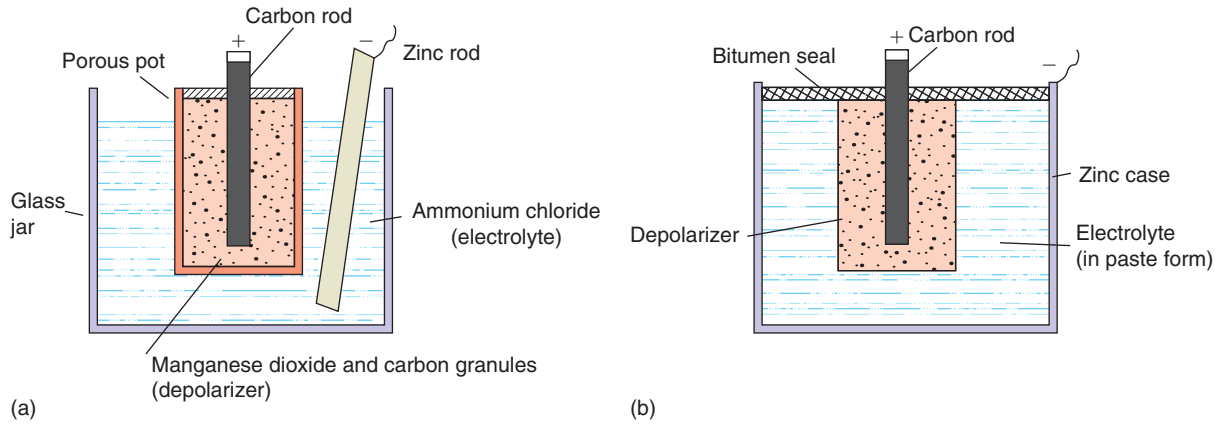 Carbon rod
+
−
Zinc rod
Porous pot
Glass
jar
Ammonium chloride
(electrolyte)
Manganese dioxide and carbon granules
(depolarizer)
(a)
+ Carbon rod
Bitumen seal
−
Zinc case
Depolarizer
Electrolyte
(in paste form)
(b)